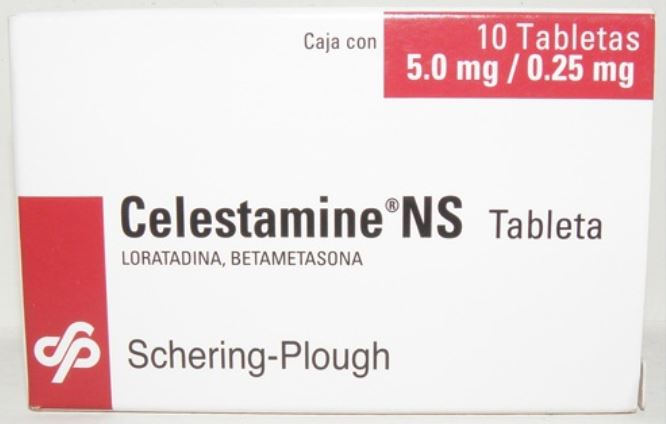 Caja con
10 Tabletas
5.0 mg / 0.25 mg
Celestamine® NS Tableta
LORATADINA, BETAMETASONA
Schering-Plough